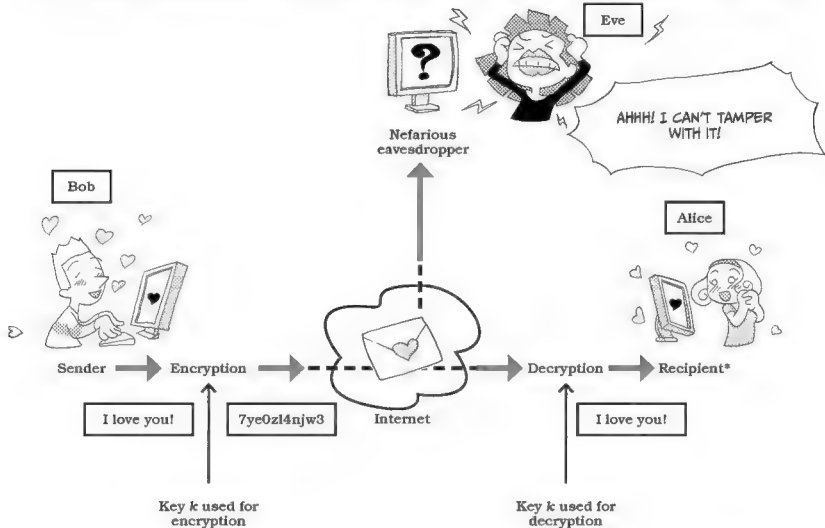 Eve
?
AHHH! I CAN'T TAMPER
WITH IT!
Nefarious
eavesdropper
Bob
Alice
Sender
Encryption
Internet
Decryption
Recipient*
I love you!
7ye0zl4njw3
I love you!
Key k used for
encryption
Key k used for
decryption